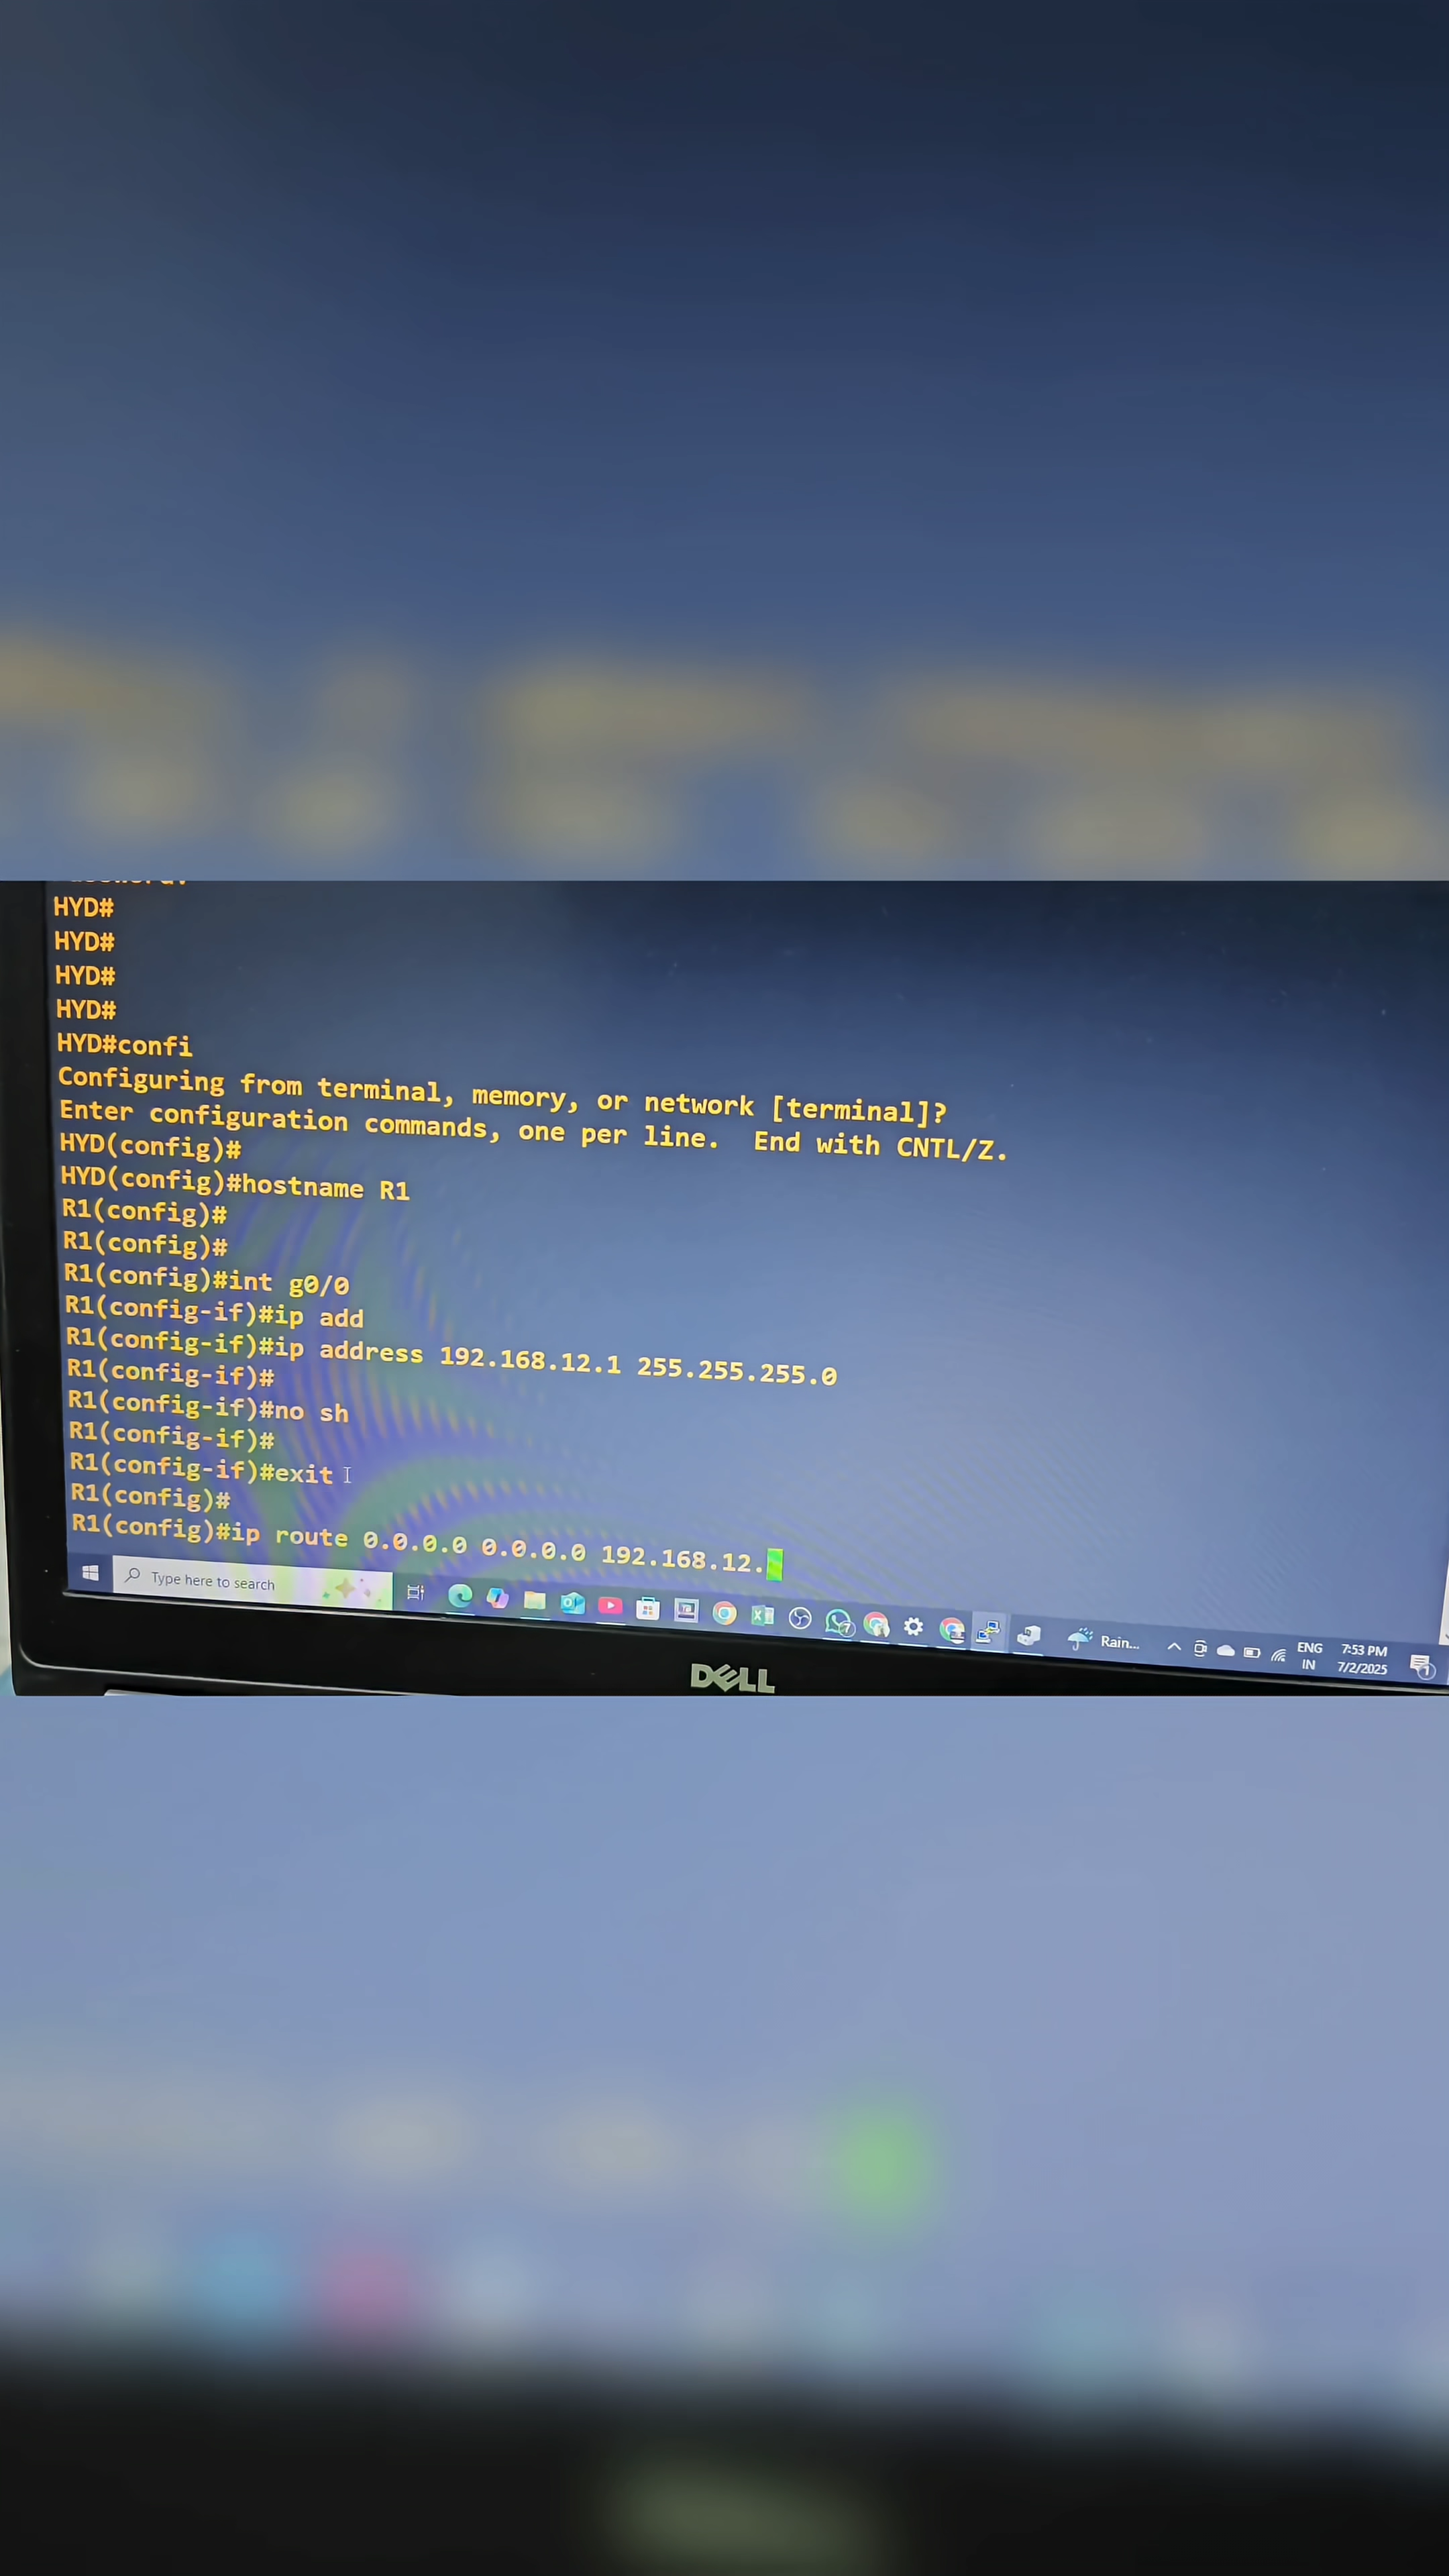 HYD#
HYD#
HYD#
HYD#
HYD#confi
Configuring from terminal, memory, or network [terminal]?
Enter configuration commands, one per line.  End with CNTL/Z.
HYD(config)#
HYD(config)#hostname R1
R1(config)#
R1(config)#
R1(config)#int g0/0
R1(config-if)#ip add
R1(config-if)#ip address 192.168.12.1 255.255.255.0
R1(config-if)#
R1(config-if)#no sh
R1(config-if)#
R1(config-if)#exit
R1(config)#
R1(config)#ip route 0.0.0.0 0.0.0.0 192.168.12.
Type here to search
7
Rain...
ENG
IN
7:53 PM
7/2/2025
1
DELL